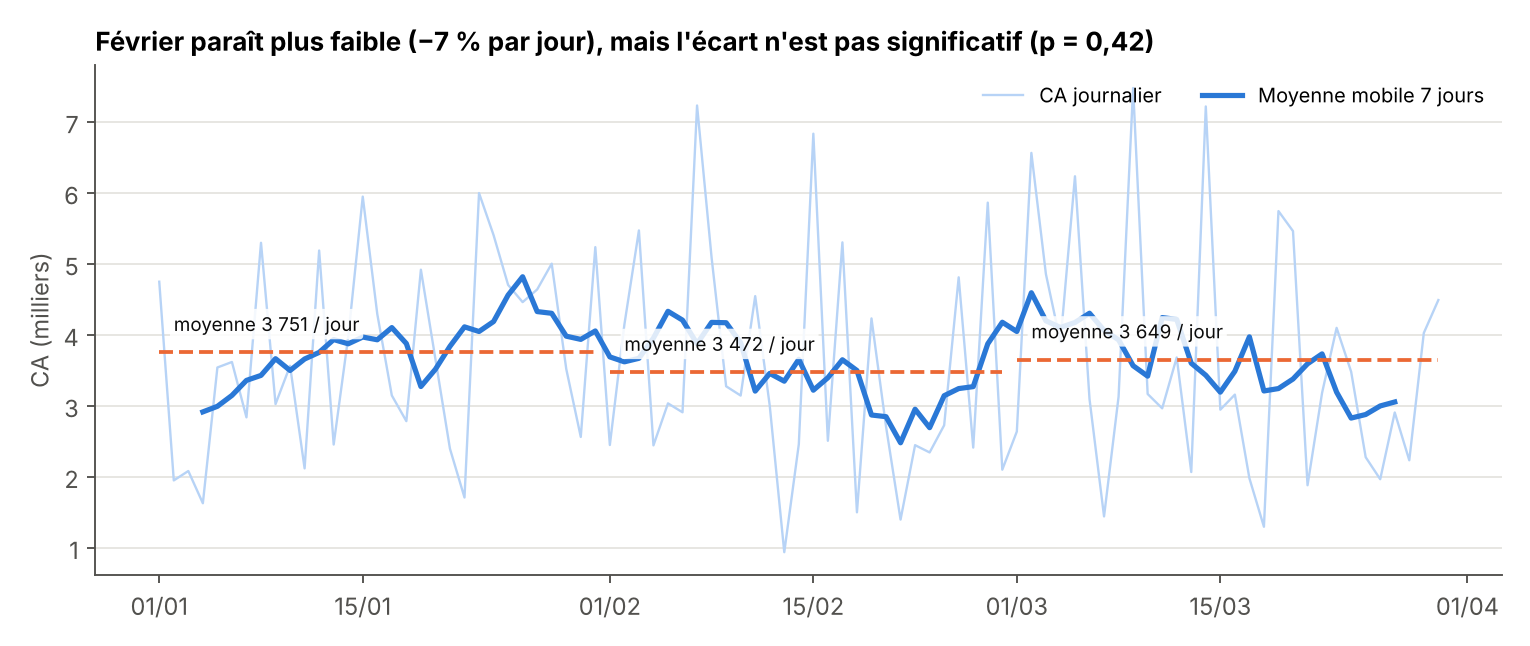 Février paraît plus faible (−7 % par jour), mais l'écart n'est pas significatif (p = 0,42)
CA journalier
Moyenne mobile 7 jours
CA (milliers)
7
6
5
4
3
2
1
moyenne 3 751 / jour
moyenne 3 472 / jour
moyenne 3 649 / jour
01/01
15/01
01/02
15/02
01/03
15/03
01/04